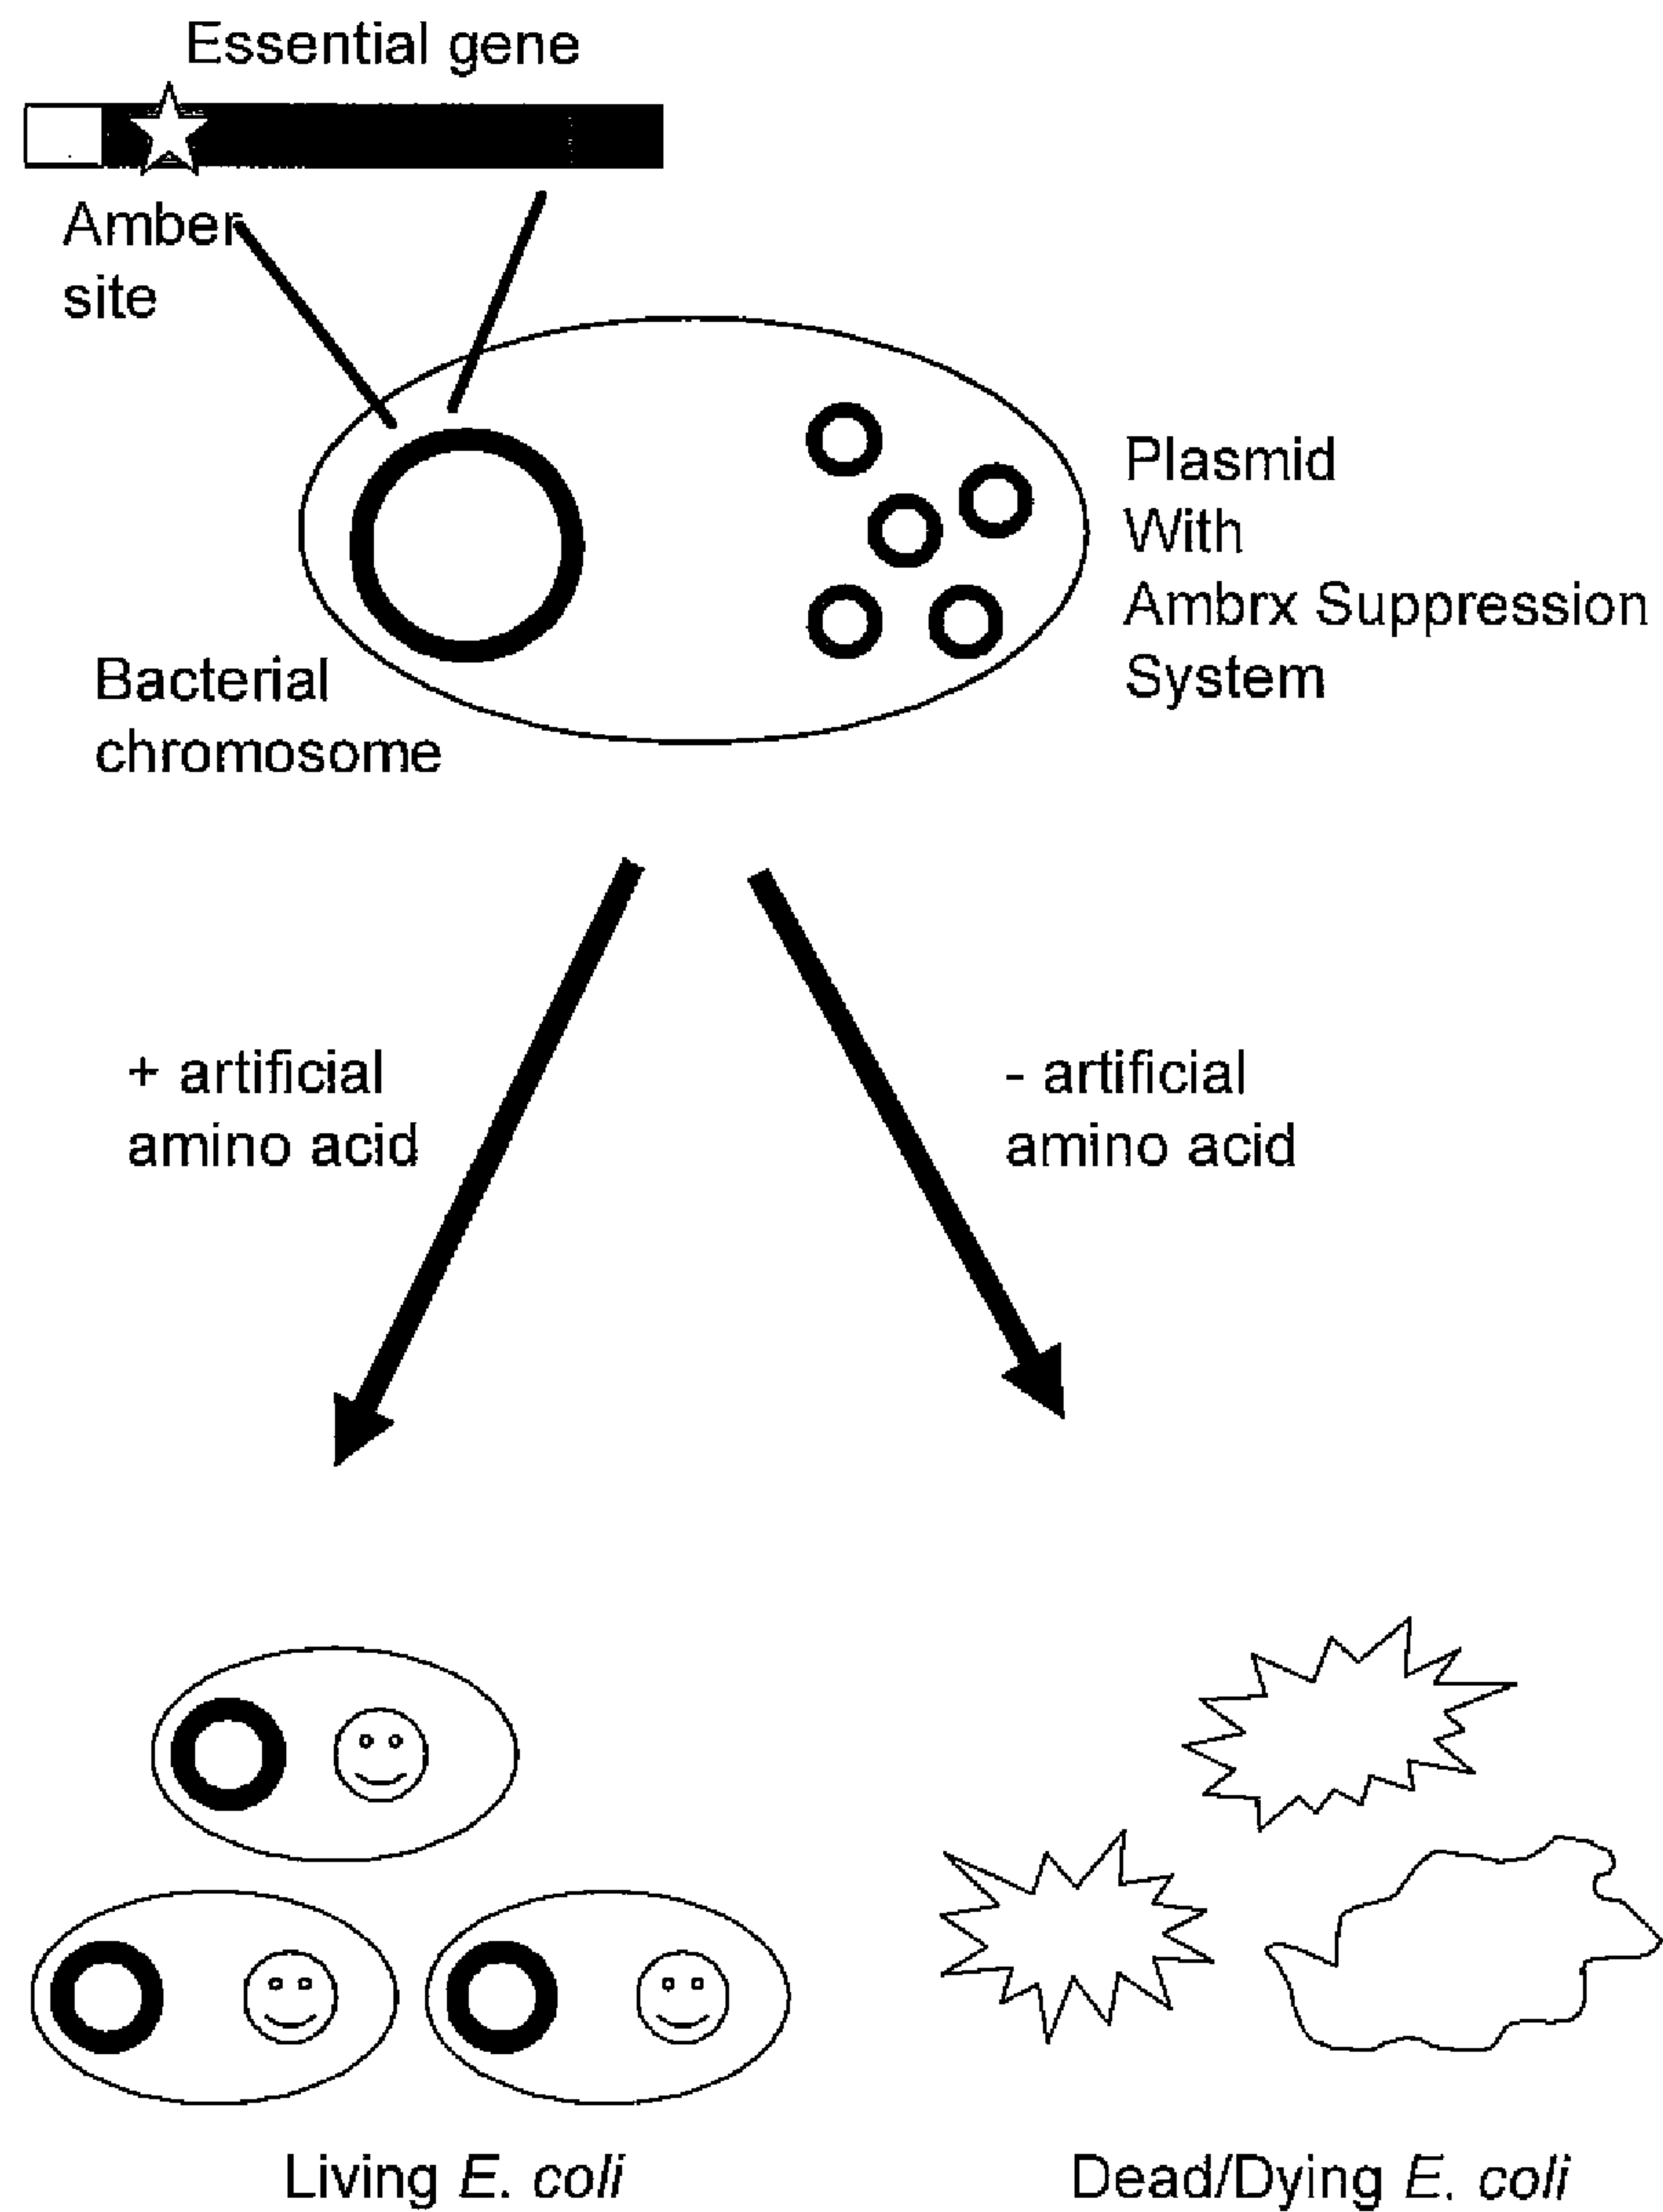 Essential gene
Amber
site
Plasmid
With
Ambrx Suppression
System
Bacterial
chromosome
+ artificial
amino acid
- artificial
amino acid
Living E. coli
Dead/Dying E. coli